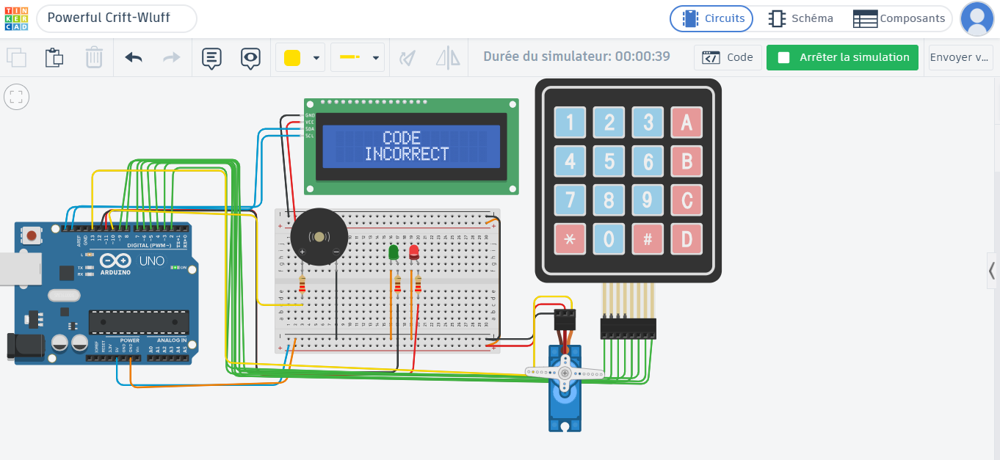 TIN
KER
CAD
Powerful Crift-Wluff
Circuits
Schéma
Composants
Durée du simulateur: 00:00:39
Code
Arrêter la simulation
Envoyer v...
GND
VCC
SDA
SCL
CODE
INCORRECT
1 2 3 A
4 5 6 B
7 8 9 C
* 0 # D
AREF
GND
13
12
~11
~10
~9
8
7
~6
~5
4
~3
2
TX→1
RX←0
DIGITAL (PWM~)
L
TX
RX
UNO
ARDUINO
ON
POWER
ANALOG IN
IOREF
RESET
3.3V
5V
GND
GND
Vin
A0
A1
A2
A3
A4
A5